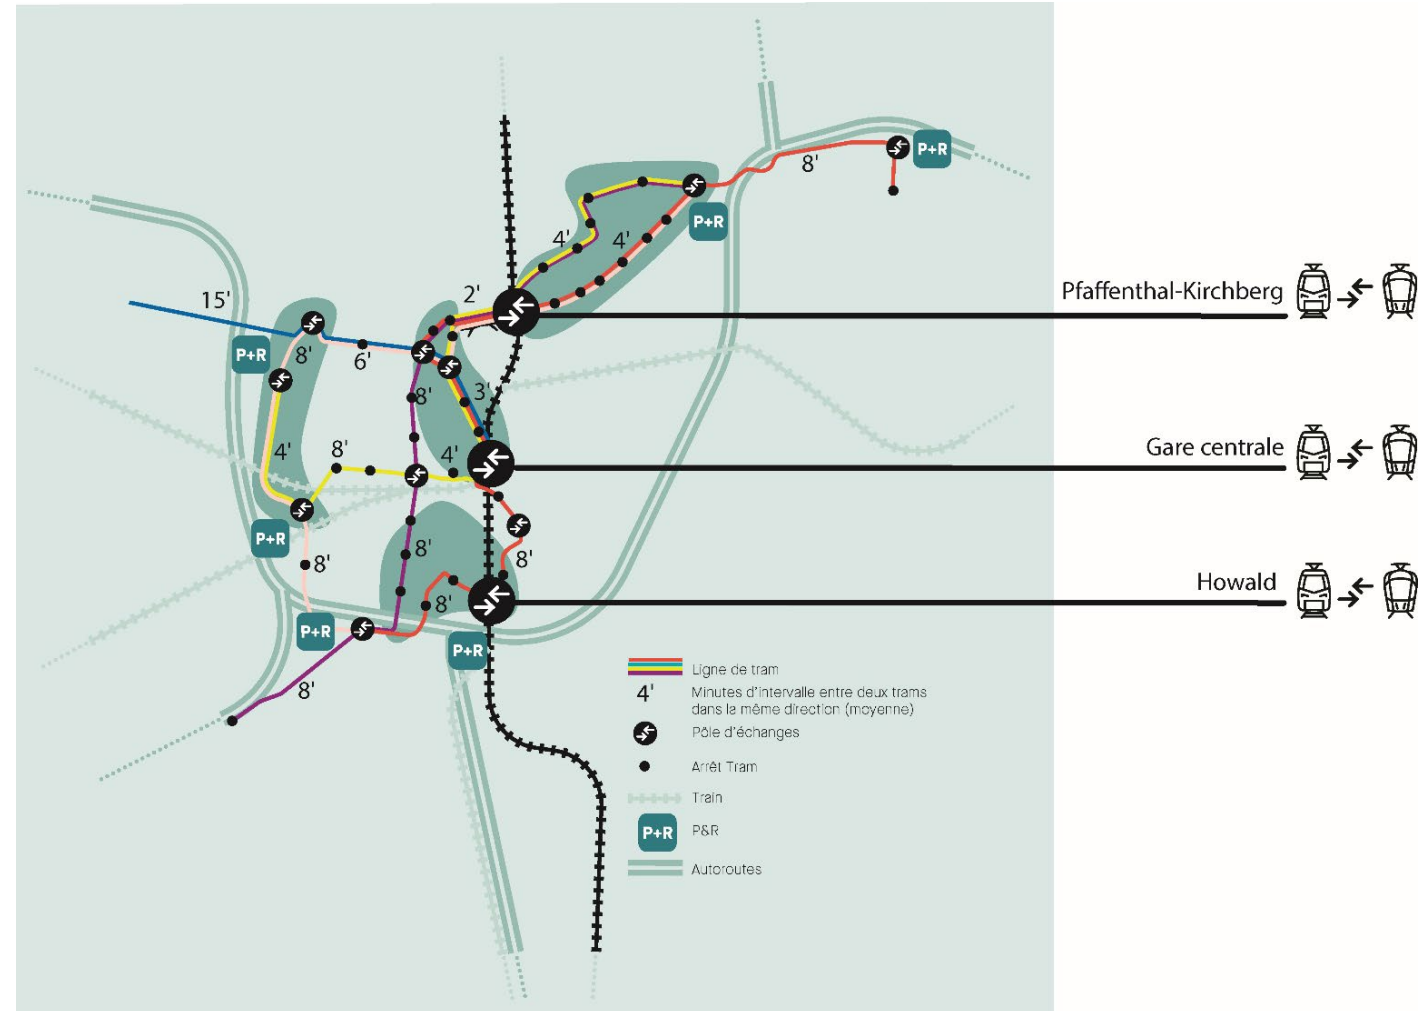 8'
P+R
P+R
4'
4'
2'
Pfaffenthal-Kirchberg
15'
P+R
8'
6'
3'
8'
4'
8'
4'
Gare centrale
P+R
8'
8'
8'
Howald
8'
P+R
P+R
8'
Ligne de tram
4'
Minutes d'intervalle entre deux trams
dans la même direction (moyenne)
Pôle d'échanges
Arrêt Tram
Train
P+R
P&R
Autoroutes